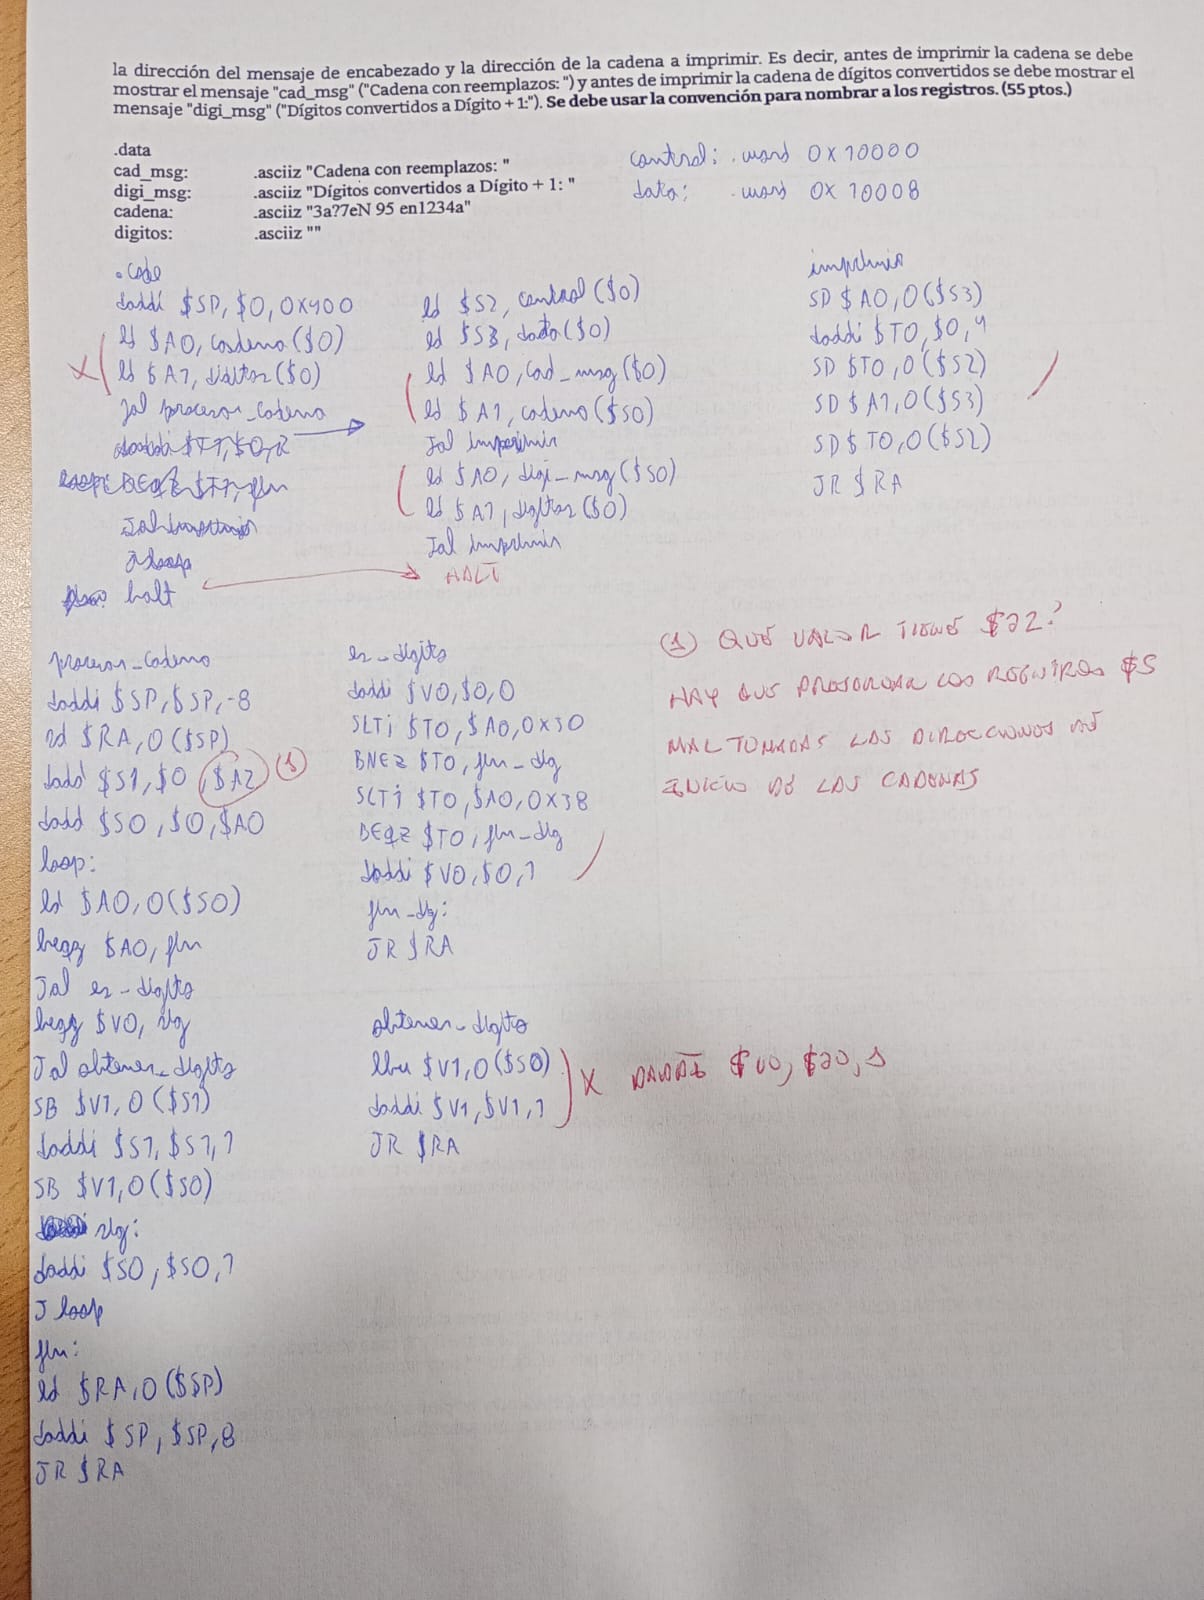 la dirección del mensaje de encabezado y la dirección de la cadena a imprimir. Es decir, antes de imprimir la cadena se debe
mostrar el mensaje "cad_msg" ("Cadena con reemplazos: ") y antes de imprimir la cadena de dígitos convertidos se debe mostrar el
mensaje "digi_msg" ("Dígitos convertidos a Dígito + 1:"). Se debe usar la convención para nombrar a los registros. (55 ptos.)
.data
cad_msg: .asciiz "Cadena con reemplazos: "
digi_msg: .asciiz "Dígitos convertidos a Dígito + 1: "
cadena: .asciiz "3a?7eN 95 en1234a"
digitos: .asciiz ""
control: .word 0X10000
data: .word 0X 10008
.code
daddi $SP, $0, 0X400
ld $A0, cadena($0)
X
ld $A1, digitos($0)
Jal procesar_cadena
halt
ld $S2, control($0)
ld $S3, data($0)
ld $A0, cad_msg($0)
ld $A1, cadena($S0)
Jal imprimir
ld $A0, digi_msg($S0)
ld $A1, digitos($0)
Jal imprimir
HALT
imprimir
SD $A0, 0($S3)
daddi $T0, $0, 4
SD $T0, 0($S2)
SD $A1, 0($S3)
SD $T0, 0($S2)
JR $RA
procesar_cadena
daddi $SP, $SP, -8
sd $RA, 0($SP)
dadd $S1, $0, $A2 (1)
dadd $S0, $0, $A0
loop:
ld $A0, 0($S0)
beqz $A0, fin
Jal es_digito
beqz $V0, sig
Jal obtener_digito
SB $V1, 0($S1)
daddi $S1, $S1, 1
SB $V1, 0($S0)
sig:
daddi $S0, $S0, 1
J loop
fin:
ld $RA, 0($SP)
daddi $SP, $SP, 8
JR $RA
es_digito
daddi $V0, $0, 0
SLTi $T0, $A0, 0X30
BNEZ $T0, fin_dig
SLTi $T0, $A0, 0X38
BEQZ $T0, fin_dig
daddi $V0, $0, 1
fin_dig:
JR $RA
obtener_digito
lbu $V1, 0($S0)
daddi $V1, $V1, 1
JR $RA
X DADDI $V0, $a0, 1
(1) QUÉ VALOR TIENE $a2?
HAY QUE PRESERVAR LOS REGISTROS $S
MAL TOMADAS LAS DIRECCIONES DE
INICIO DE LAS CADENAS